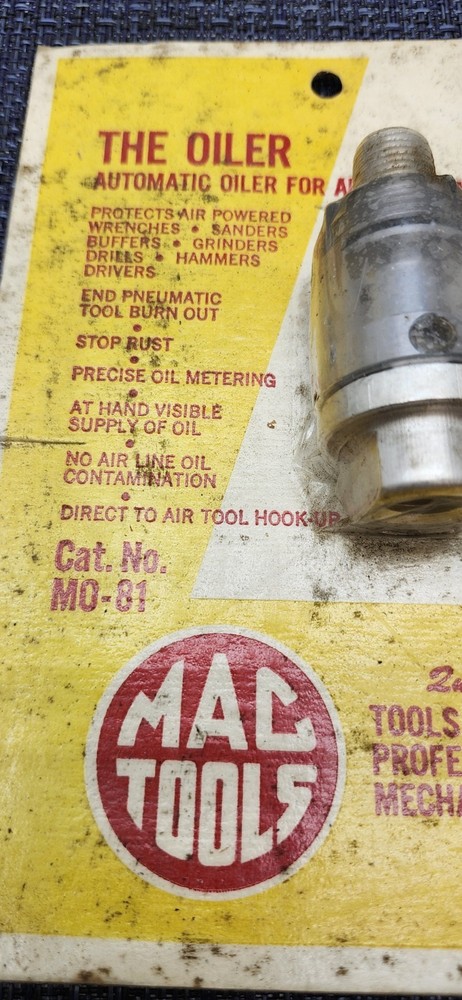 THE OILER
AUTOMATIC OILER FOR
PROTECTS AIR POWERED
WRENCHES • SANDERS
BUFFERS • GRINDERS
DRILLS • HAMMERS
DRIVERS
END PNEUMATIC
TOOL BURN OUT
•
STOP RUST
•
PRECISE OIL METERING
•
AT HAND VISIBLE
SUPPLY OF OIL
•
NO AIR LINE OIL
CONTAMINATION
•
DIRECT TO AIR TOOL HOOK-UP
Cat. No.
MO-81
MAC
TOOLS
TOOLS
PROFE
MECHA